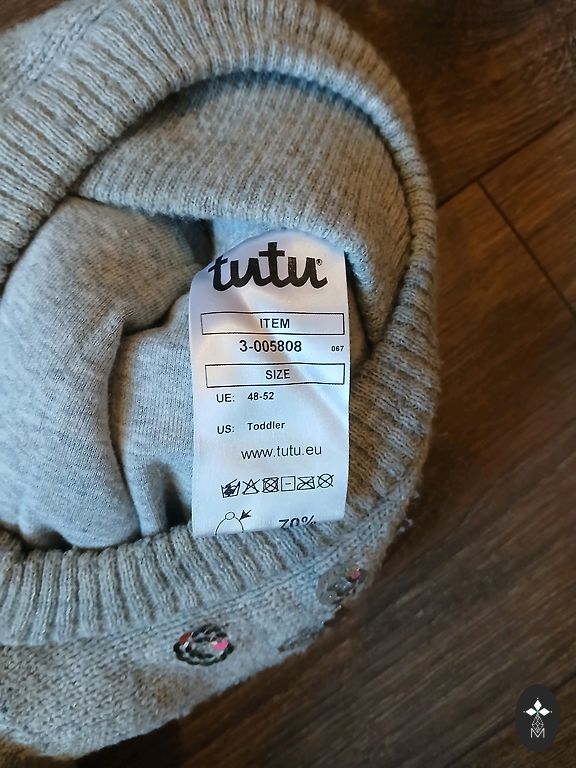 tutu®
ITEM
3-005808 067
SIZE
UE: 48-52
US: Toddler
www.tutu.eu
70%
M